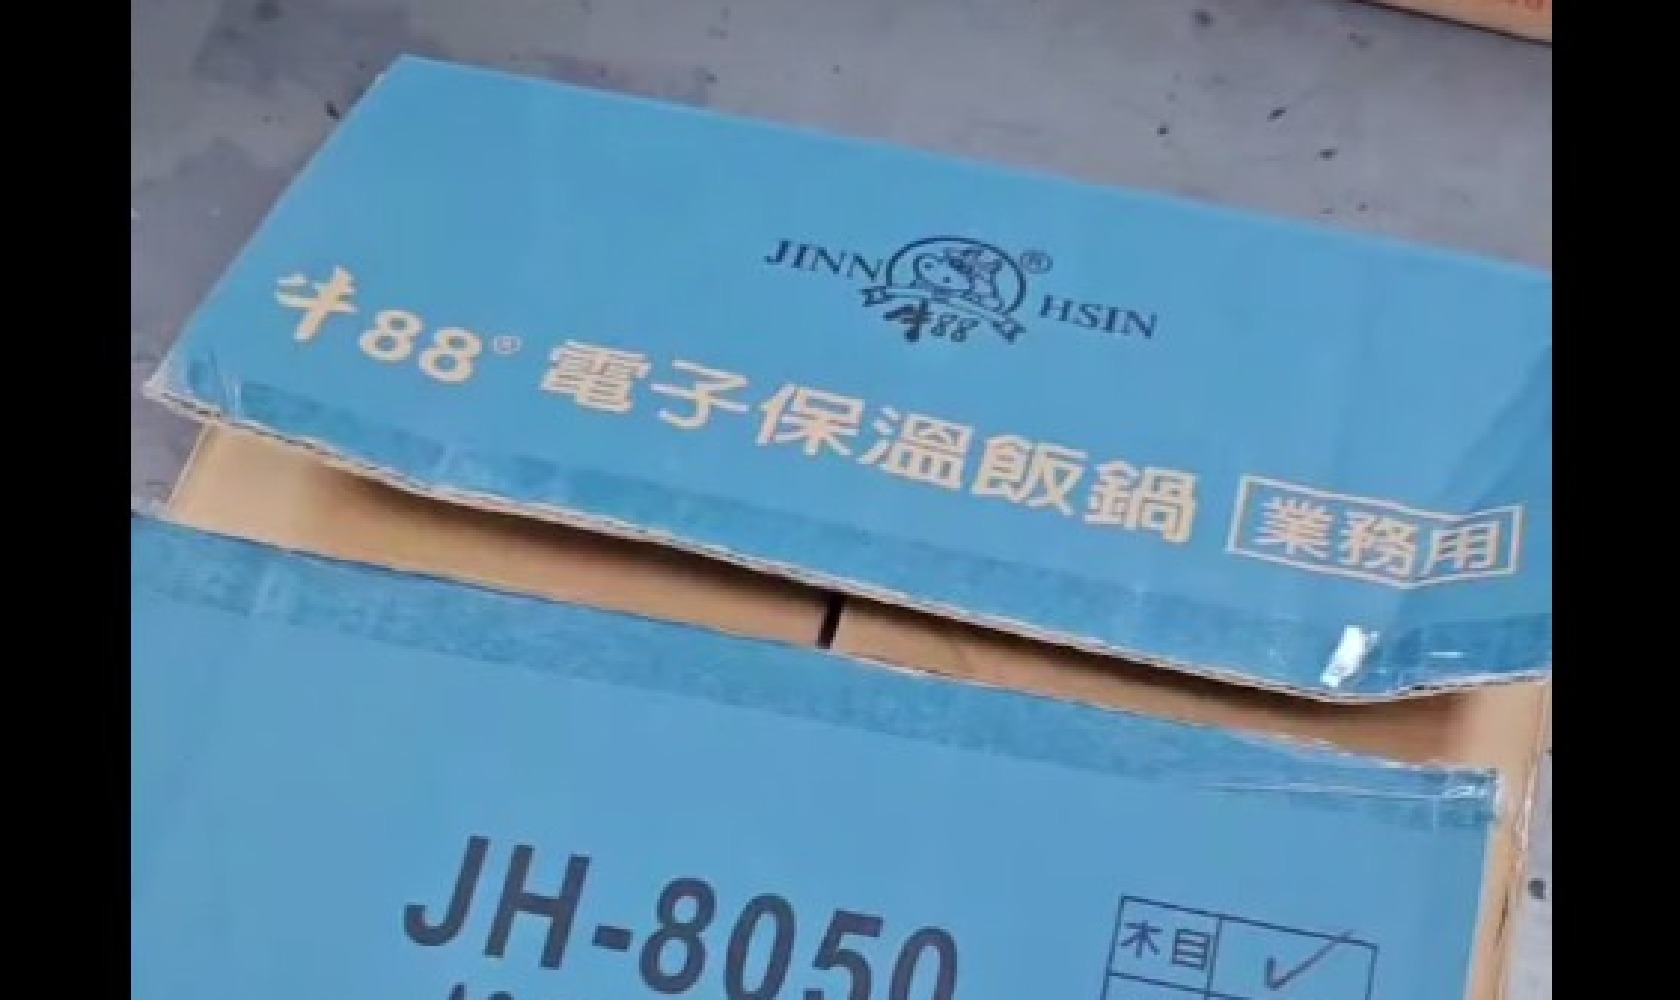 JINN HSIN ®
牛88
牛88® 電子保溫飯鍋 業務用
JH-8050
木目 ✓